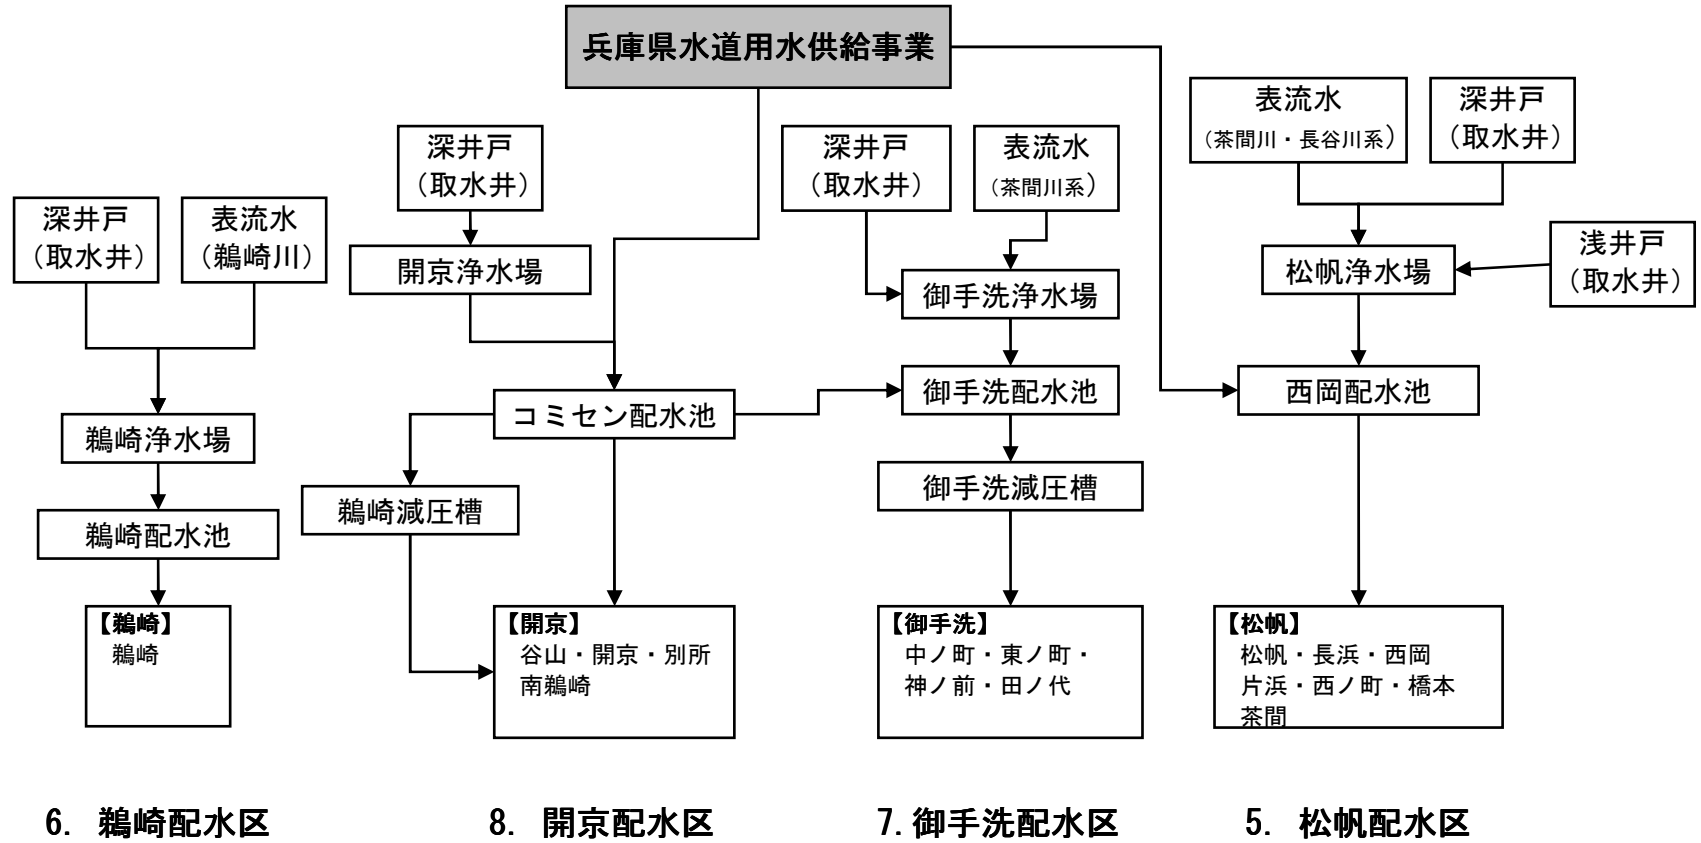 兵庫県水道用水供給事業
表流水
(茶間川・長谷川系)
深井戸
(取水井)
深井戸
(取水井)
深井戸
(取水井)
表流水
(茶間川系)
深井戸
(取水井)
表流水
(鵜崎川)
浅井戸
(取水井)
開京浄水場
御手洗浄水場
松帆浄水場
コミセン配水池
御手洗配水池
西岡配水池
鵜崎浄水場
鵜崎減圧槽
御手洗減圧槽
鵜崎配水池
【鵜崎】
鵜崎
【開京】
谷山・開京・別所
南鵜崎
【御手洗】
中ノ町・東ノ町・
神ノ前・田ノ代
【松帆】
松帆・長浜・西岡
片浜・西ノ町・橋本
茶間
6. 鵜崎配水区
8. 開京配水区
7.御手洗配水区
5. 松帆配水区